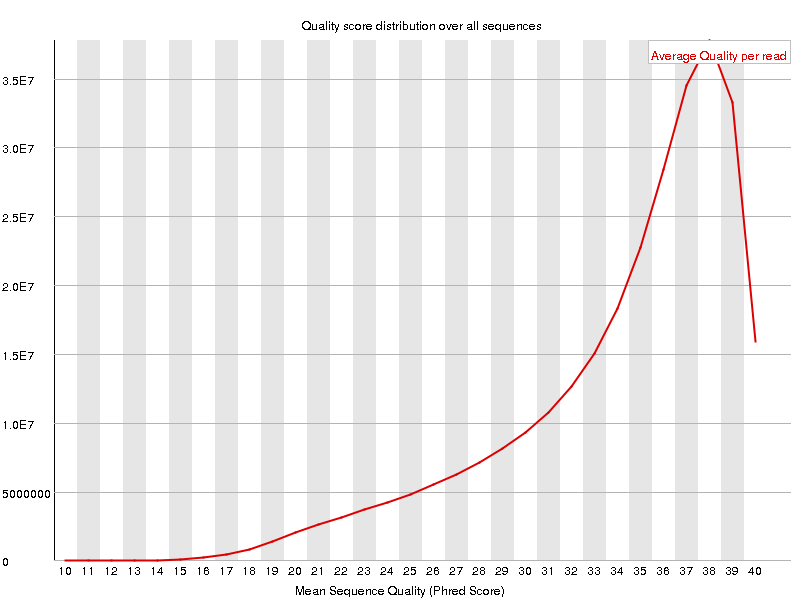 Quality score distribution over all sequences
Average Quality per read
3.5E7
3.0E7
2.5E7
2.0E7
1.5E7
1.0E7
5000000
0
10 11 12 13 14 15 16 17 18 19 20 21 22 23 24 25 26 27 28 29 30 31 32 33 34 35 36 37 38 39 40
Mean Sequence Quality (Phred Score)